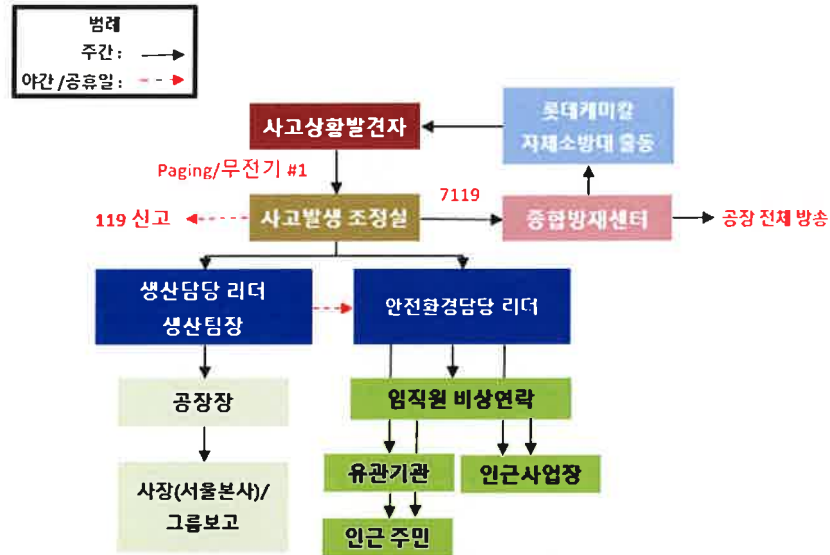 범례
주간 :
야간/공휴일 :
사고상황발견자
롯데케미칼
자체소방대 출동
Paging/무전기 #1
7119
119 신고
사고발생 조정실
종합방재센터
공장 전체 방송
생산담당 리더
생산팀장
안전환경담당 리더
공장장
임직원 비상연락
유관기관
인근사업장
사장(서울본사)/
그룹보고
인근 주민